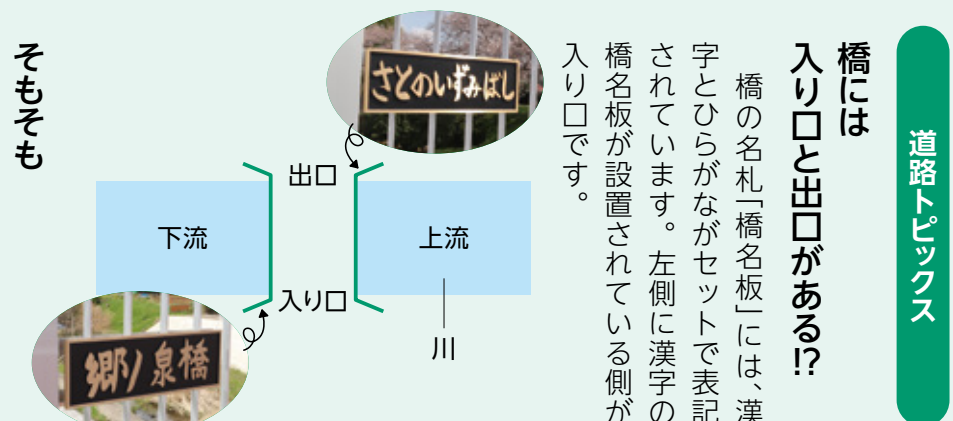 道路トピックス
橋には
入り口と出口がある!?
橋の名札「橋名板」には、漢
字とひらがながセットで表記
されています。左側に漢字の
橋名板が設置されている側が
入り口です。
さとのいずみばし
出口
上流
下流
入り口
川
郷ノ泉橋
そもそも